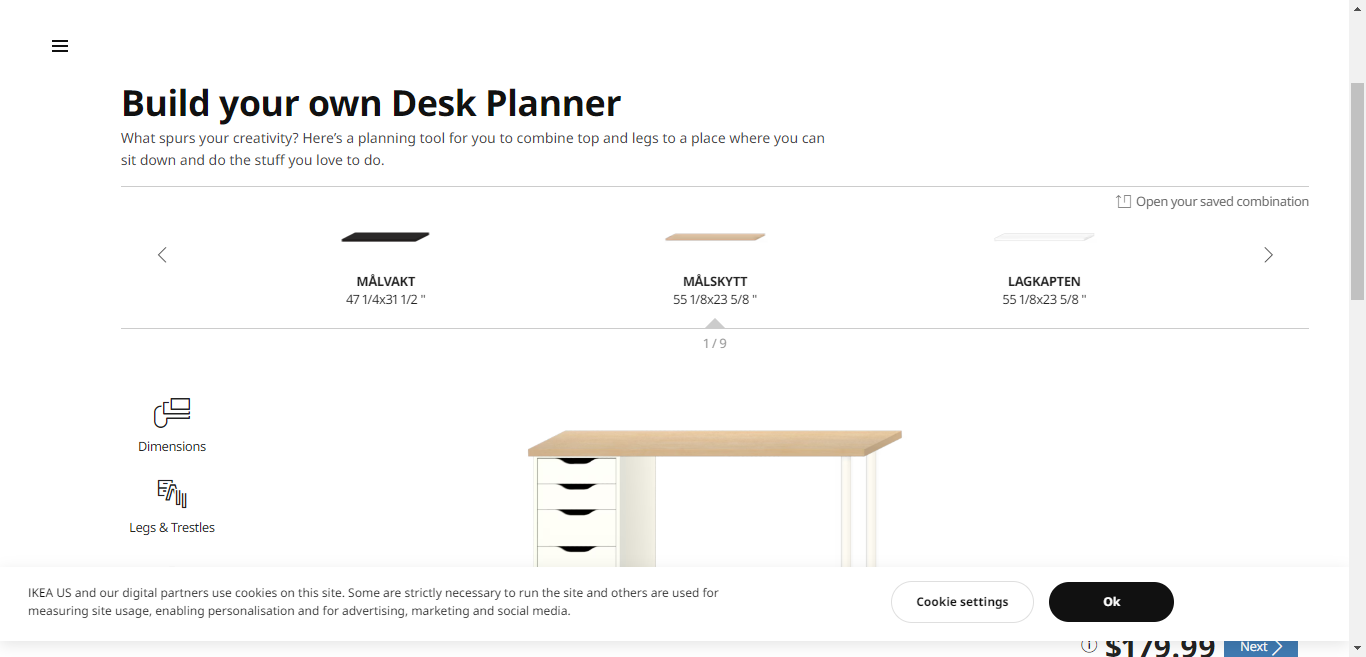 Build your own Desk Planner
What spurs your creativity? Here’s a planning tool for you to combine top and legs to a place where you can
sit down and do the stuff you love to do.
Open your saved combination
MÅLVAKT
47 1/4x31 1/2 "
MÅLSKYTT
55 1/8x23 5/8 "
LAGKAPTEN
55 1/8x23 5/8 "
1 / 9
Dimensions
Legs & Trestles
IKEA US and our digital partners use cookies on this site. Some are strictly necessary to run the site and others are used for
measuring site usage, enabling personalisation and for advertising, marketing and social media.
Cookie settings
Ok
$179.99
Next